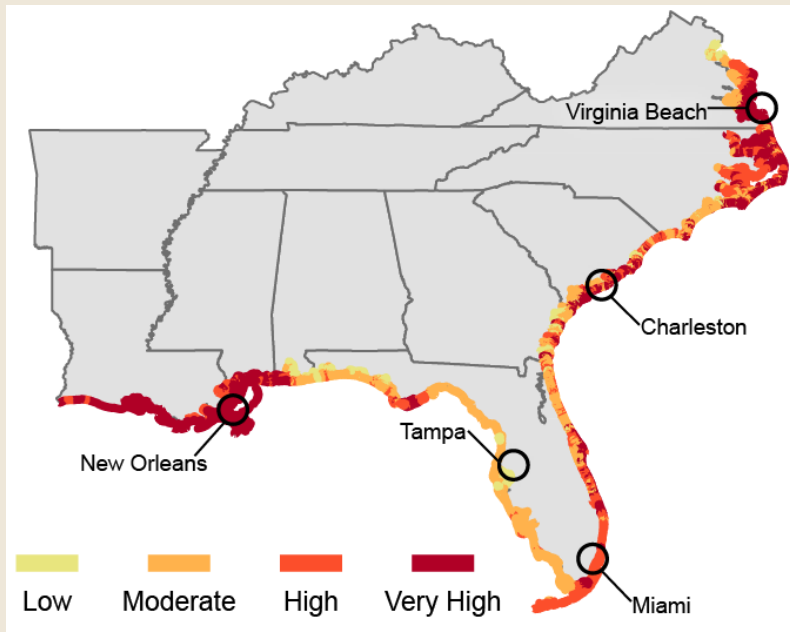 Virginia Beach
Charleston
Tampa
New Orleans
Miami
Low Moderate High Very High